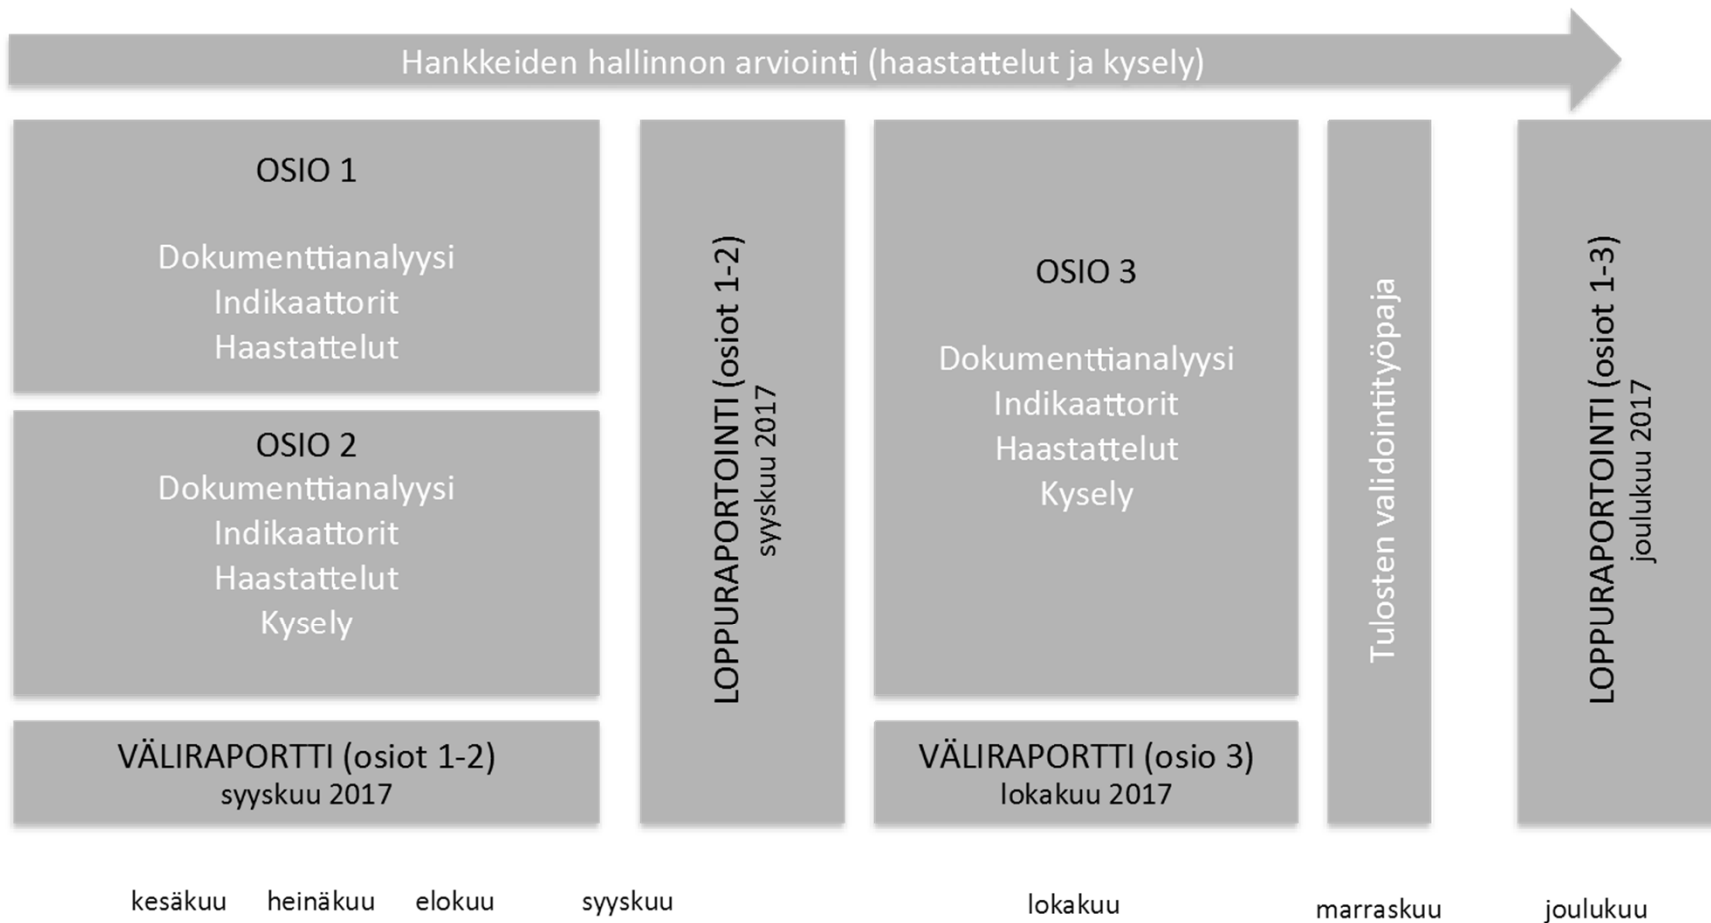 Hankkeiden hallinnon arviointi (haastattelut ja kysely)
OSIO 1
Dokumenttianalyysi
Indikaattorit
Haastattelut
OSIO 2
Dokumenttianalyysi
Indikaattorit
Haastattelut
Kysely
VÄLIRAPORTTI (osiot 1-2)
syyskuu 2017
LOPPURAPORTOINTI (osiot 1-2)
syyskuu 2017
OSIO 3
Dokumenttianalyysi
Indikaattorit
Haastattelut
Kysely
VÄLIRAPORTTI (osio 3)
lokakuu 2017
Tulosten validointityöpaja
LOPPURAPORTOINTI (osiot 1-3)
joulukuu 2017
kesäkuu heinäkuu elokuu syyskuu lokakuu marraskuu joulukuu